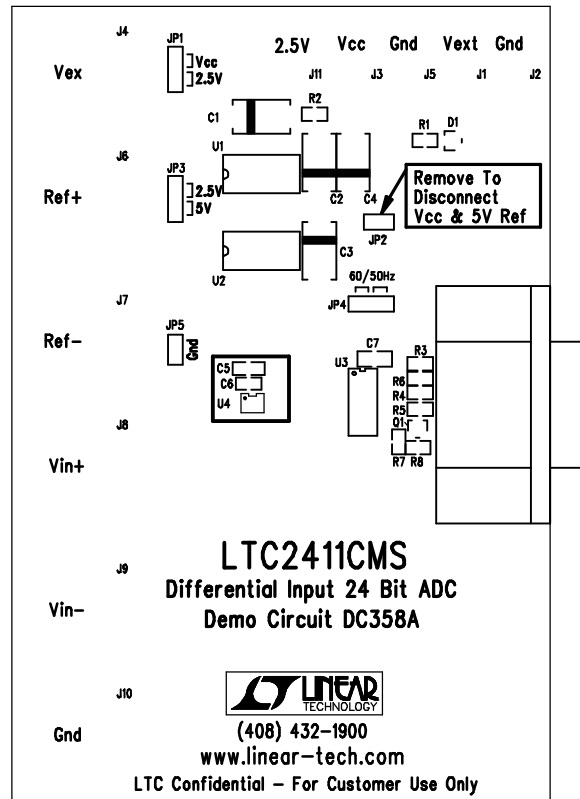 J4
JP1
2.5V Vcc Gnd Vext Gnd
Vex
Vcc
2.5V
J11 J3 J5 J1 J2
C1
R2
R1 D1
U1
J6
JP3
Ref+
2.5V
5V
C2 C4
Remove To
Disconnect
Vcc & 5V Ref
JP2
C3
U2
60/50Hz
J7
JP4
JP5
Gnd
Ref-
C7
U3
R3
C5
C6
U4
R6
R4
R5
J8
Q1
R7 R8
Vin+
LTC2411CMS
J9
Differential Input 24 Bit ADC
Vin-
Demo Circuit DC358A
J10
LT LINEAR
TECHNOLOGY
Gnd
(408) 432-1900
www.linear-tech.com
LTC Confidential - For Customer Use Only